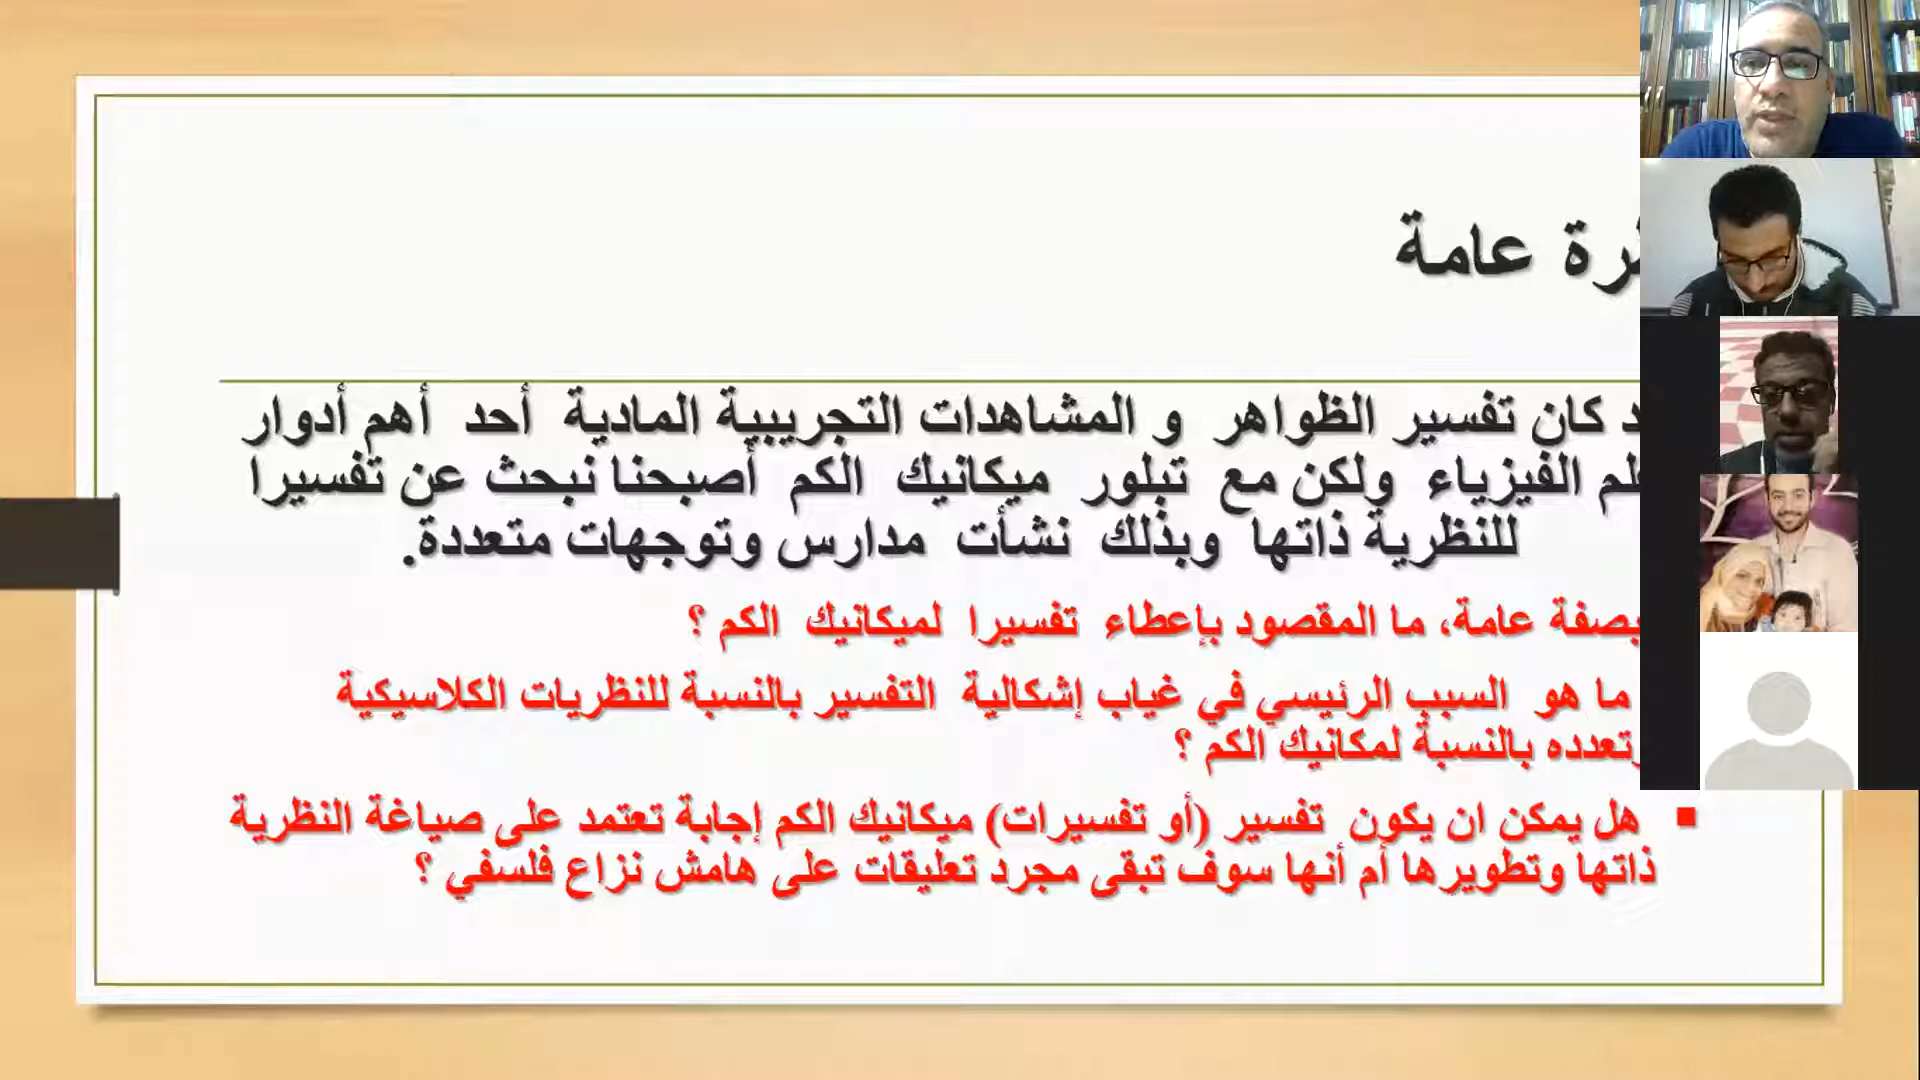 عامة
كان تفسير الظواهر و المشاهدات التجريبية المادية أحد أهم أدوار
الفيزياء ولكن مع تبلور ميكانيك الكم أصبحنا نبحث عن تفسيرا
للنظرية ذاتها وبذلك نشأت مدارس وتوجهات متعددة.
بصفة عامة، ما المقصود بإعطاء تفسيرا لميكانيك الكم ؟
ما هو السبب الرئيسي في غياب إشكالية التفسير بالنسبة للنظريات الكلاسيكية
وتعدده بالنسبة لمكانيك الكم ؟
هل يمكن ان يكون تفسير (أو تفسيرات) ميكانيك الكم إجابة تعتمد على صياغة النظرية
ذاتها وتطويرها أم أنها سوف تبقى مجرد تعليقات على هامش نزاع فلسفي ؟